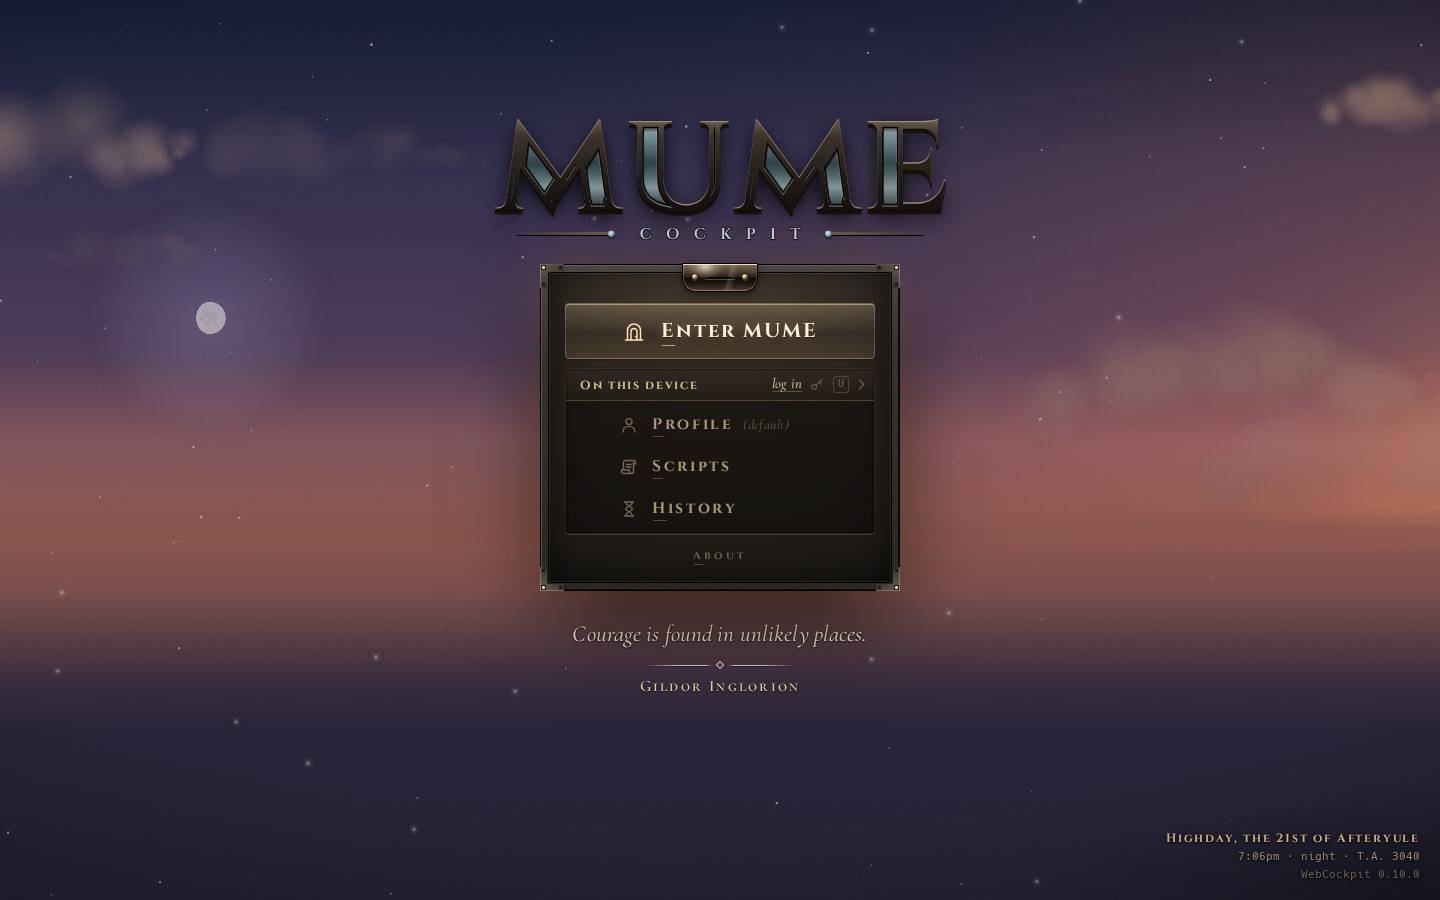 MUME
COCKPIT
Enter MUME
On this device log in U
Profile (default)
Scripts
History
About
Courage is found in unlikely places.
Gildor Inglorion
Highday, the 21st of Afteryule
7:06pm · night · T.A. 3040
WebCockpit 0.10.0